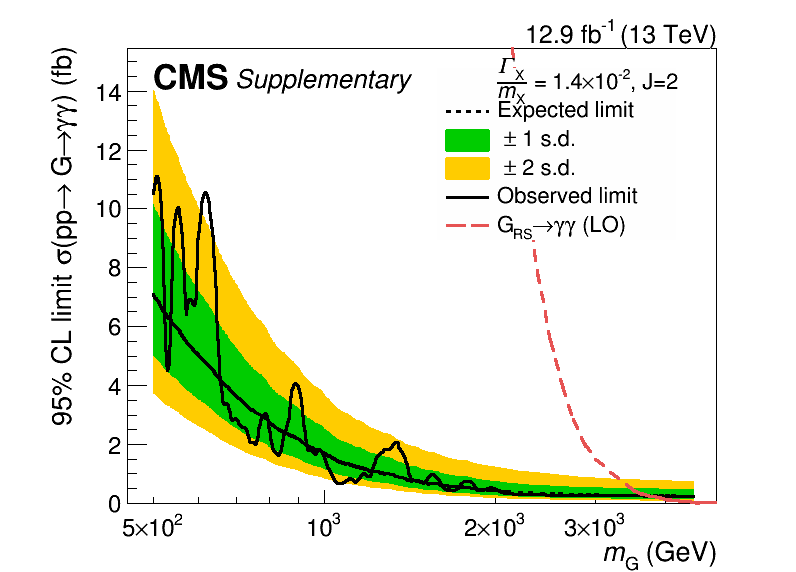 12.9 fb⁻¹ (13 TeV)
CMS Supplementary
Γ_X/m_X = 1.4×10⁻², J=2
Expected limit
± 1 s.d.
± 2 s.d.
Observed limit
G_RS→γγ (LO)
95% CL limit σ(pp→ G→γγ) (fb)
14
12
10
8
6
4
2
0
5×10² 10³ 2×10³ 3×10³
m_G (GeV)